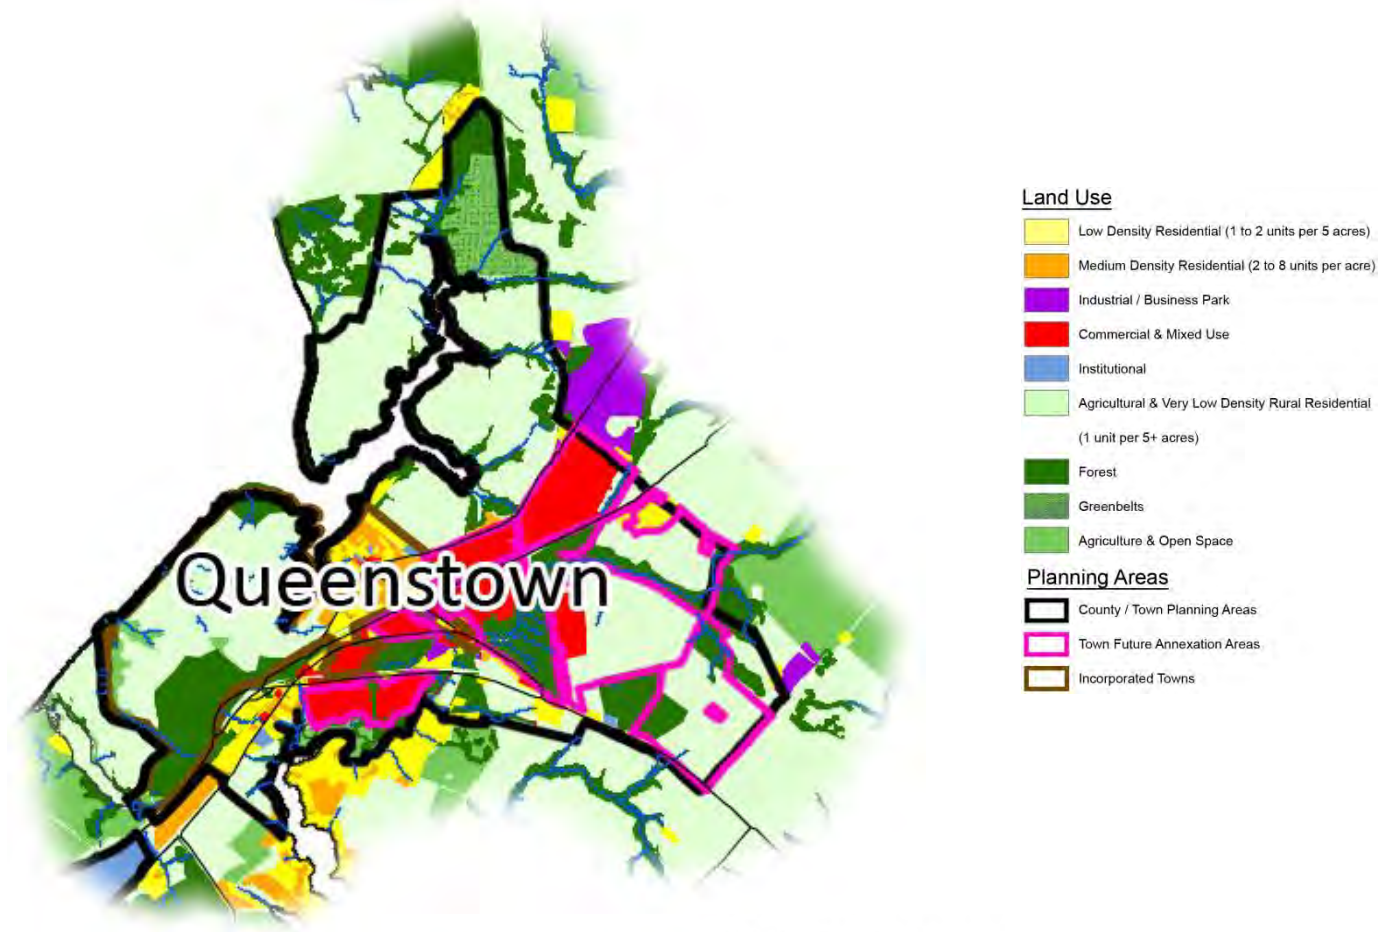 Queenstown
Land Use
Low Density Residential (1 to 2 units per 5 acres)
Medium Density Residential (2 to 8 units per acre)
Industrial / Business Park
Commercial & Mixed Use
Institutional
Agricultural & Very Low Density Rural Residential
(1 unit per 5+ acres)
Forest
Greenbelts
Agriculture & Open Space
Planning Areas
County / Town Planning Areas
Town Future Annexation Areas
Incorporated Towns